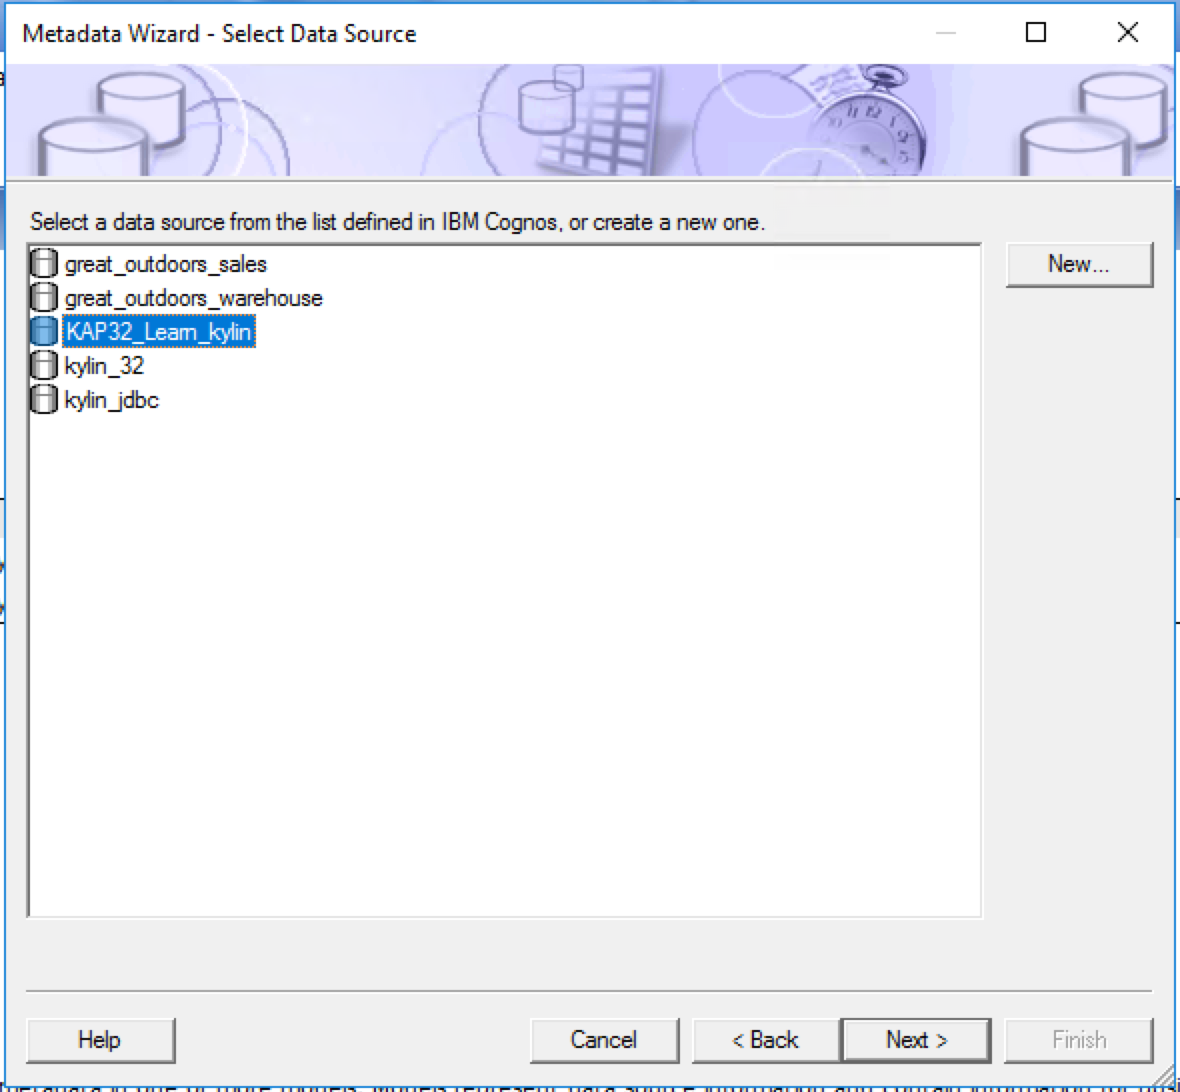 Metadata Wizard - Select Data Source
Select a data source from the list defined in IBM Cognos, or create a new one.
great_outdoors_sales
New...
great_outdoors_warehouse
KAP32_Learn_kylin
kylin_32
kylin_jdbc
Help
Cancel
< Back
Next >
Finish